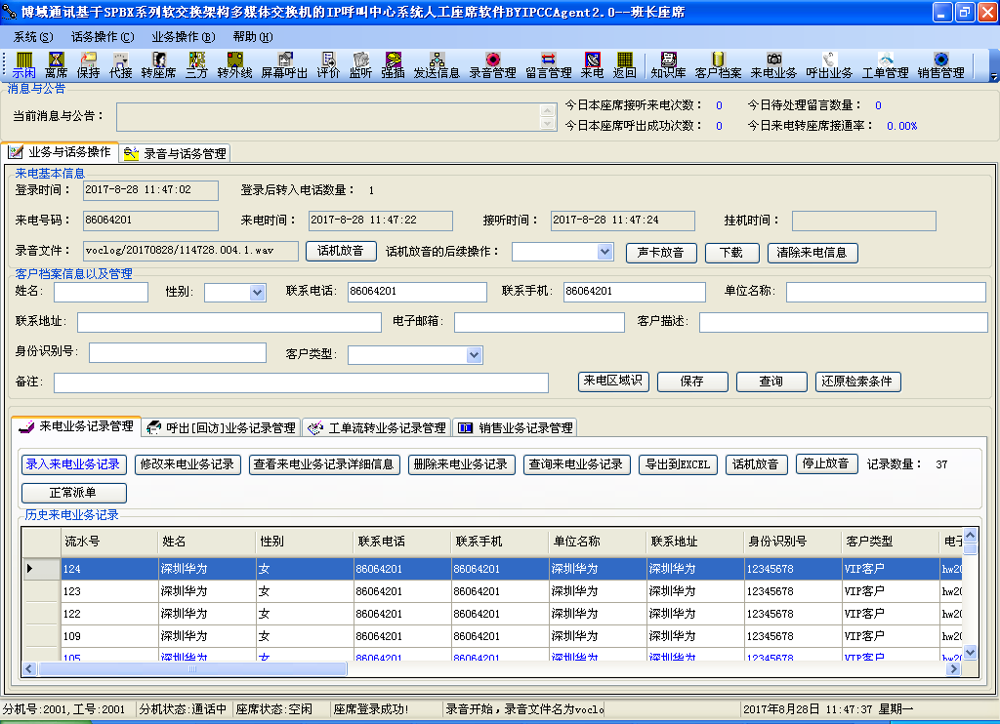 博域通讯基于SPBX系列软交换架构多媒体交换机的IP呼叫中心系统人工座席软件BYIPCCAgent2.0--班长座席
系统(S) 话务操作(C) 业务操作(B) 帮助(H)
示闲 离席 保持 代接 转座席 三方 转外线 屏幕呼出 评价 监听 强插 发送信息 录音管理 留言管理 来电 返回 知识库 客户档案 来电业务 呼出业务 工单管理 销售管理
消息与公告
当前消息与公告：
今日本座席接听来电次数： 0 今日待处理留言数量： 0
今日本座席呼出成功次数： 0 今日来电转座席接通率： 0.00%
业务与话务操作 录音与话务管理
来电基本信息
登录时间： 2017-8-28 11:47:02 登录后转入电话数量： 1
来电号码： 86064201 来电时间： 2017-8-28 11:47:22 接听时间： 2017-8-28 11:47:24 挂机时间：
录音文件： voclog/20170828/114728.004.1.wav 话机放音 话机放音的后续操作： 声卡放音 下载 清除来电信息
客户档案信息以及管理
姓名: 性别: 联系电话: 86064201 联系手机: 86064201 单位名称:
联系地址: 电子邮箱: 客户描述:
身份识别号: 客户类型:
备注: 来电区域识 保存 查询 还原检索条件
来电业务记录管理 呼出[回访]业务记录管理 工单流转业务记录管理 销售业务记录管理
录入来电业务记录 修改来电业务记录 查看来电业务记录详细信息 删除来电业务记录 查询来电业务记录 导出到EXCEL 话机放音 停止放音 记录数量： 37
正常派单
历史来电业务记录
流水号 姓名 性别 联系电话 联系手机 单位名称 联系地址 身份识别号 客户类型 电子
124 深圳华为 女 86064201 86064201 深圳华为 深圳华为 12345678 VIP客户 hw20
123 深圳华为 女 86064201 86064201 深圳华为 深圳华为 12345678 VIP客户 hw20
122 深圳华为 女 86064201 86064201 深圳华为 深圳华为 12345678 VIP客户 hw20
109 深圳华为 女 86064201 86064201 深圳华为 深圳华为 12345678 VIP客户 hw20
105 深圳华为 女 86064201 86064201 深圳华为 深圳华为 12345678 VIP客户 hw20
分机号:2001,工号:2001 分机状态:通话中 座席状态:空闲 座席登录成功! 录音开始，录音文件名为voclo 2017年8月28日 11:47:37 星期一